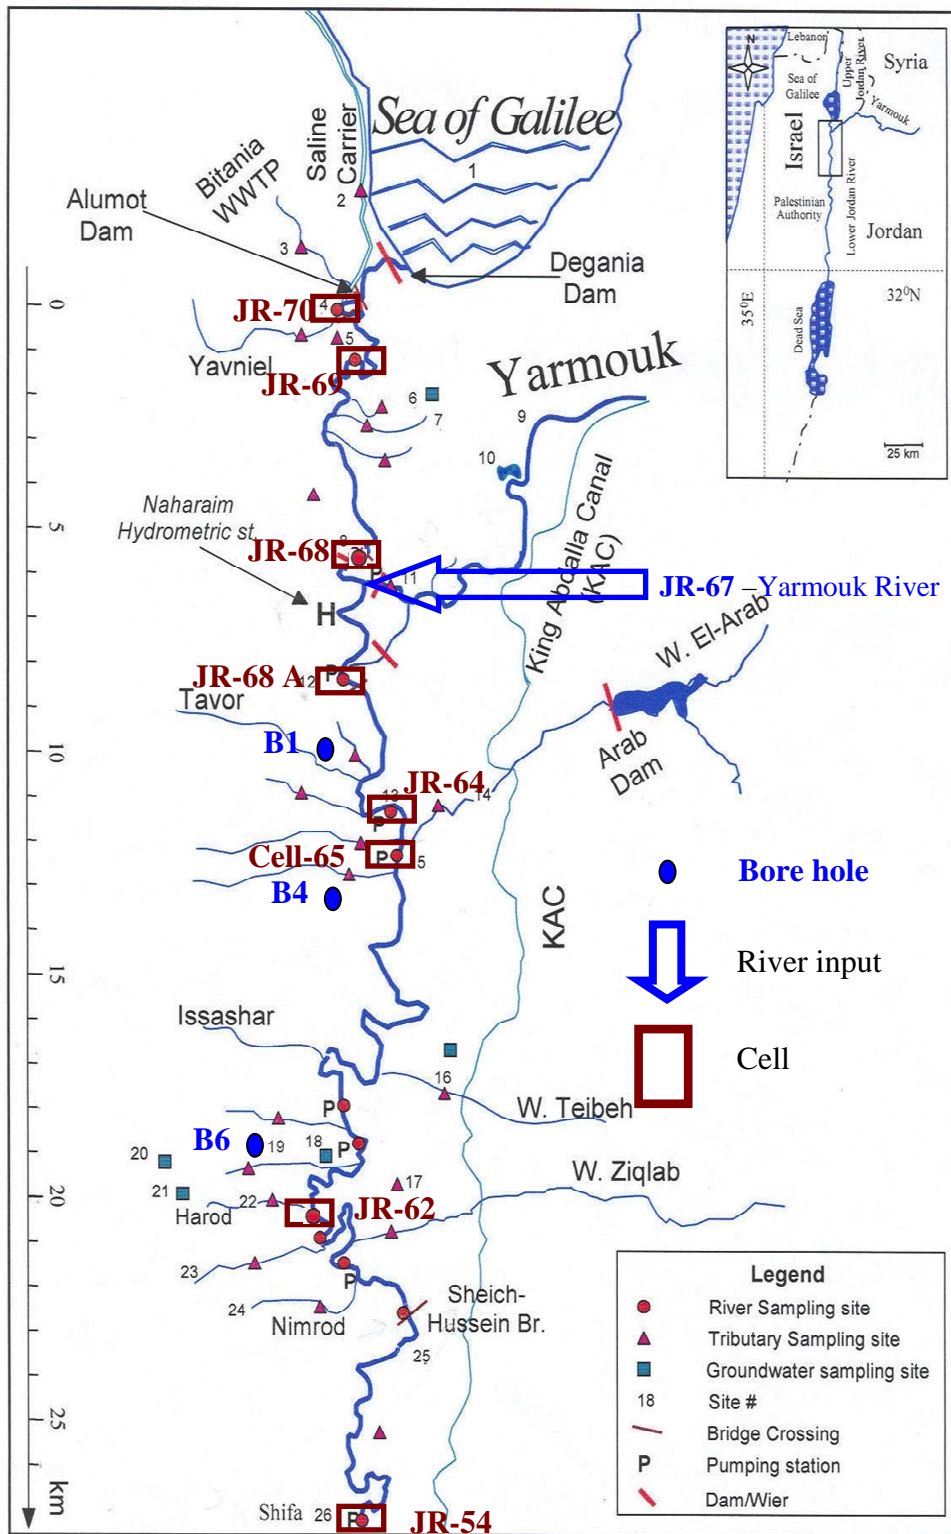 Sea of Galilee
1
Saline
Carrier
2
Bitania
WWTP
3
Alumot
Dam
Degania
Dam
N
Lebanon
Syria
Sea of
Galilee
Upper
Jordan River
Yarmouk
Israel
Palestinian
Authority
Lower Jordan River
Jordan
35°E
32⁰N
Dead Sea
25 km
0
JR-70
4
5
Yavniel
JR-69
6
7
Yarmouk
9
10
King Abdalla Canal
(KAC)
Naharaim
Hydrometric st.
5
JR-68
8
P
11
JR-67 –Yarmouk River
H
JR-68 A
12
P
W. El-Arab
Arab
Dam
Tavor
B1
10
JR-64
13
P
14
Cell-65
P
5
B4
KAC
Bore hole
River input
Cell
15
Issashar
16
W. Teibeh
P
B6
19
18
P
20
21
17
W. Ziqlab
20
22
Harod
JR-62
23
P
24
Nimrod
Sheich-
Hussein Br.
25
25
km
Shifa
26
P
JR-54
Legend
River Sampling site
Tributary Sampling site
Groundwater sampling site
18 Site #
Bridge Crossing
P Pumping station
Dam/Wier